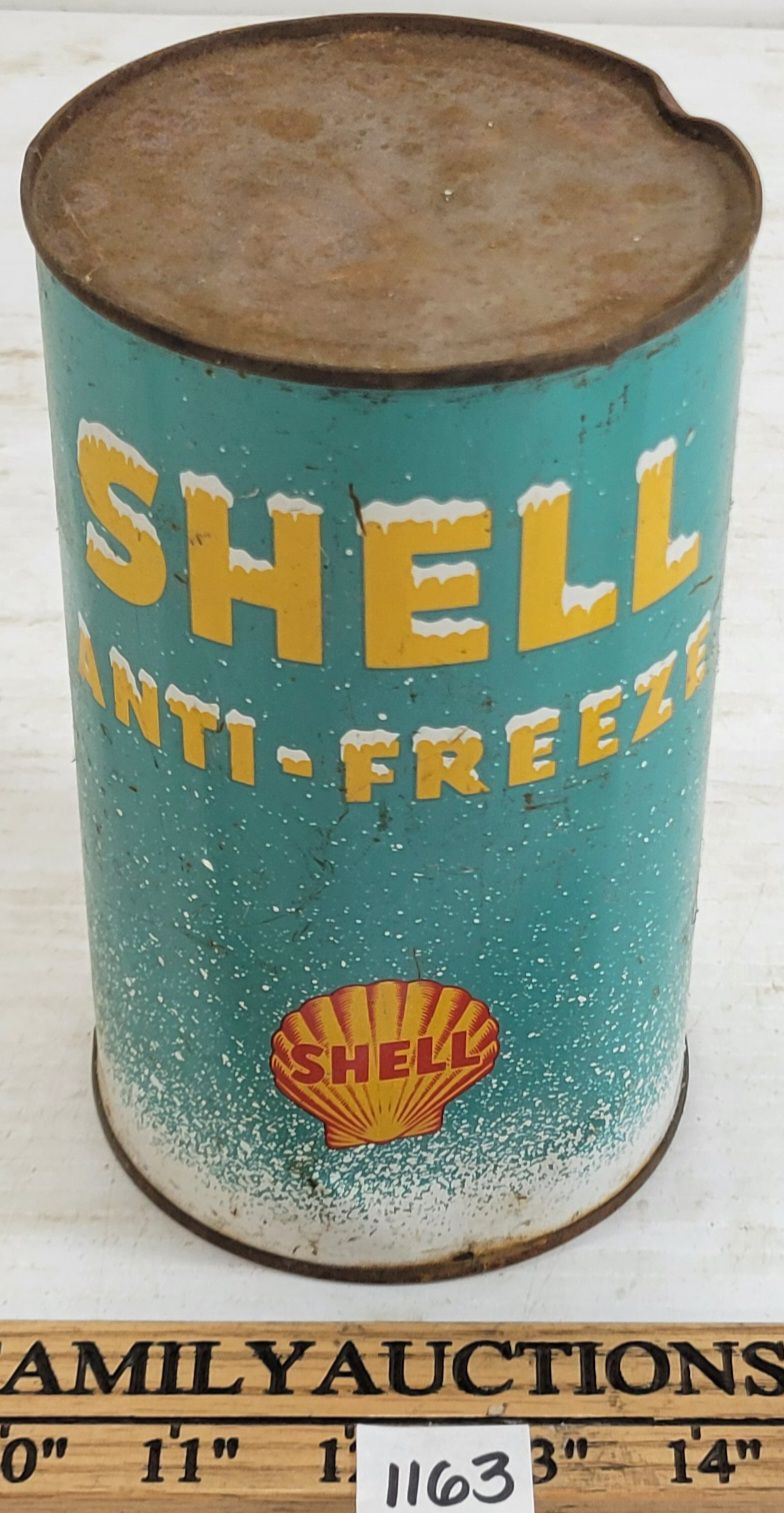 SHELL
ANTI-FREEZE
SHELL
AMILYAUCTIONS
0" 11" 1 3" 14"
1163